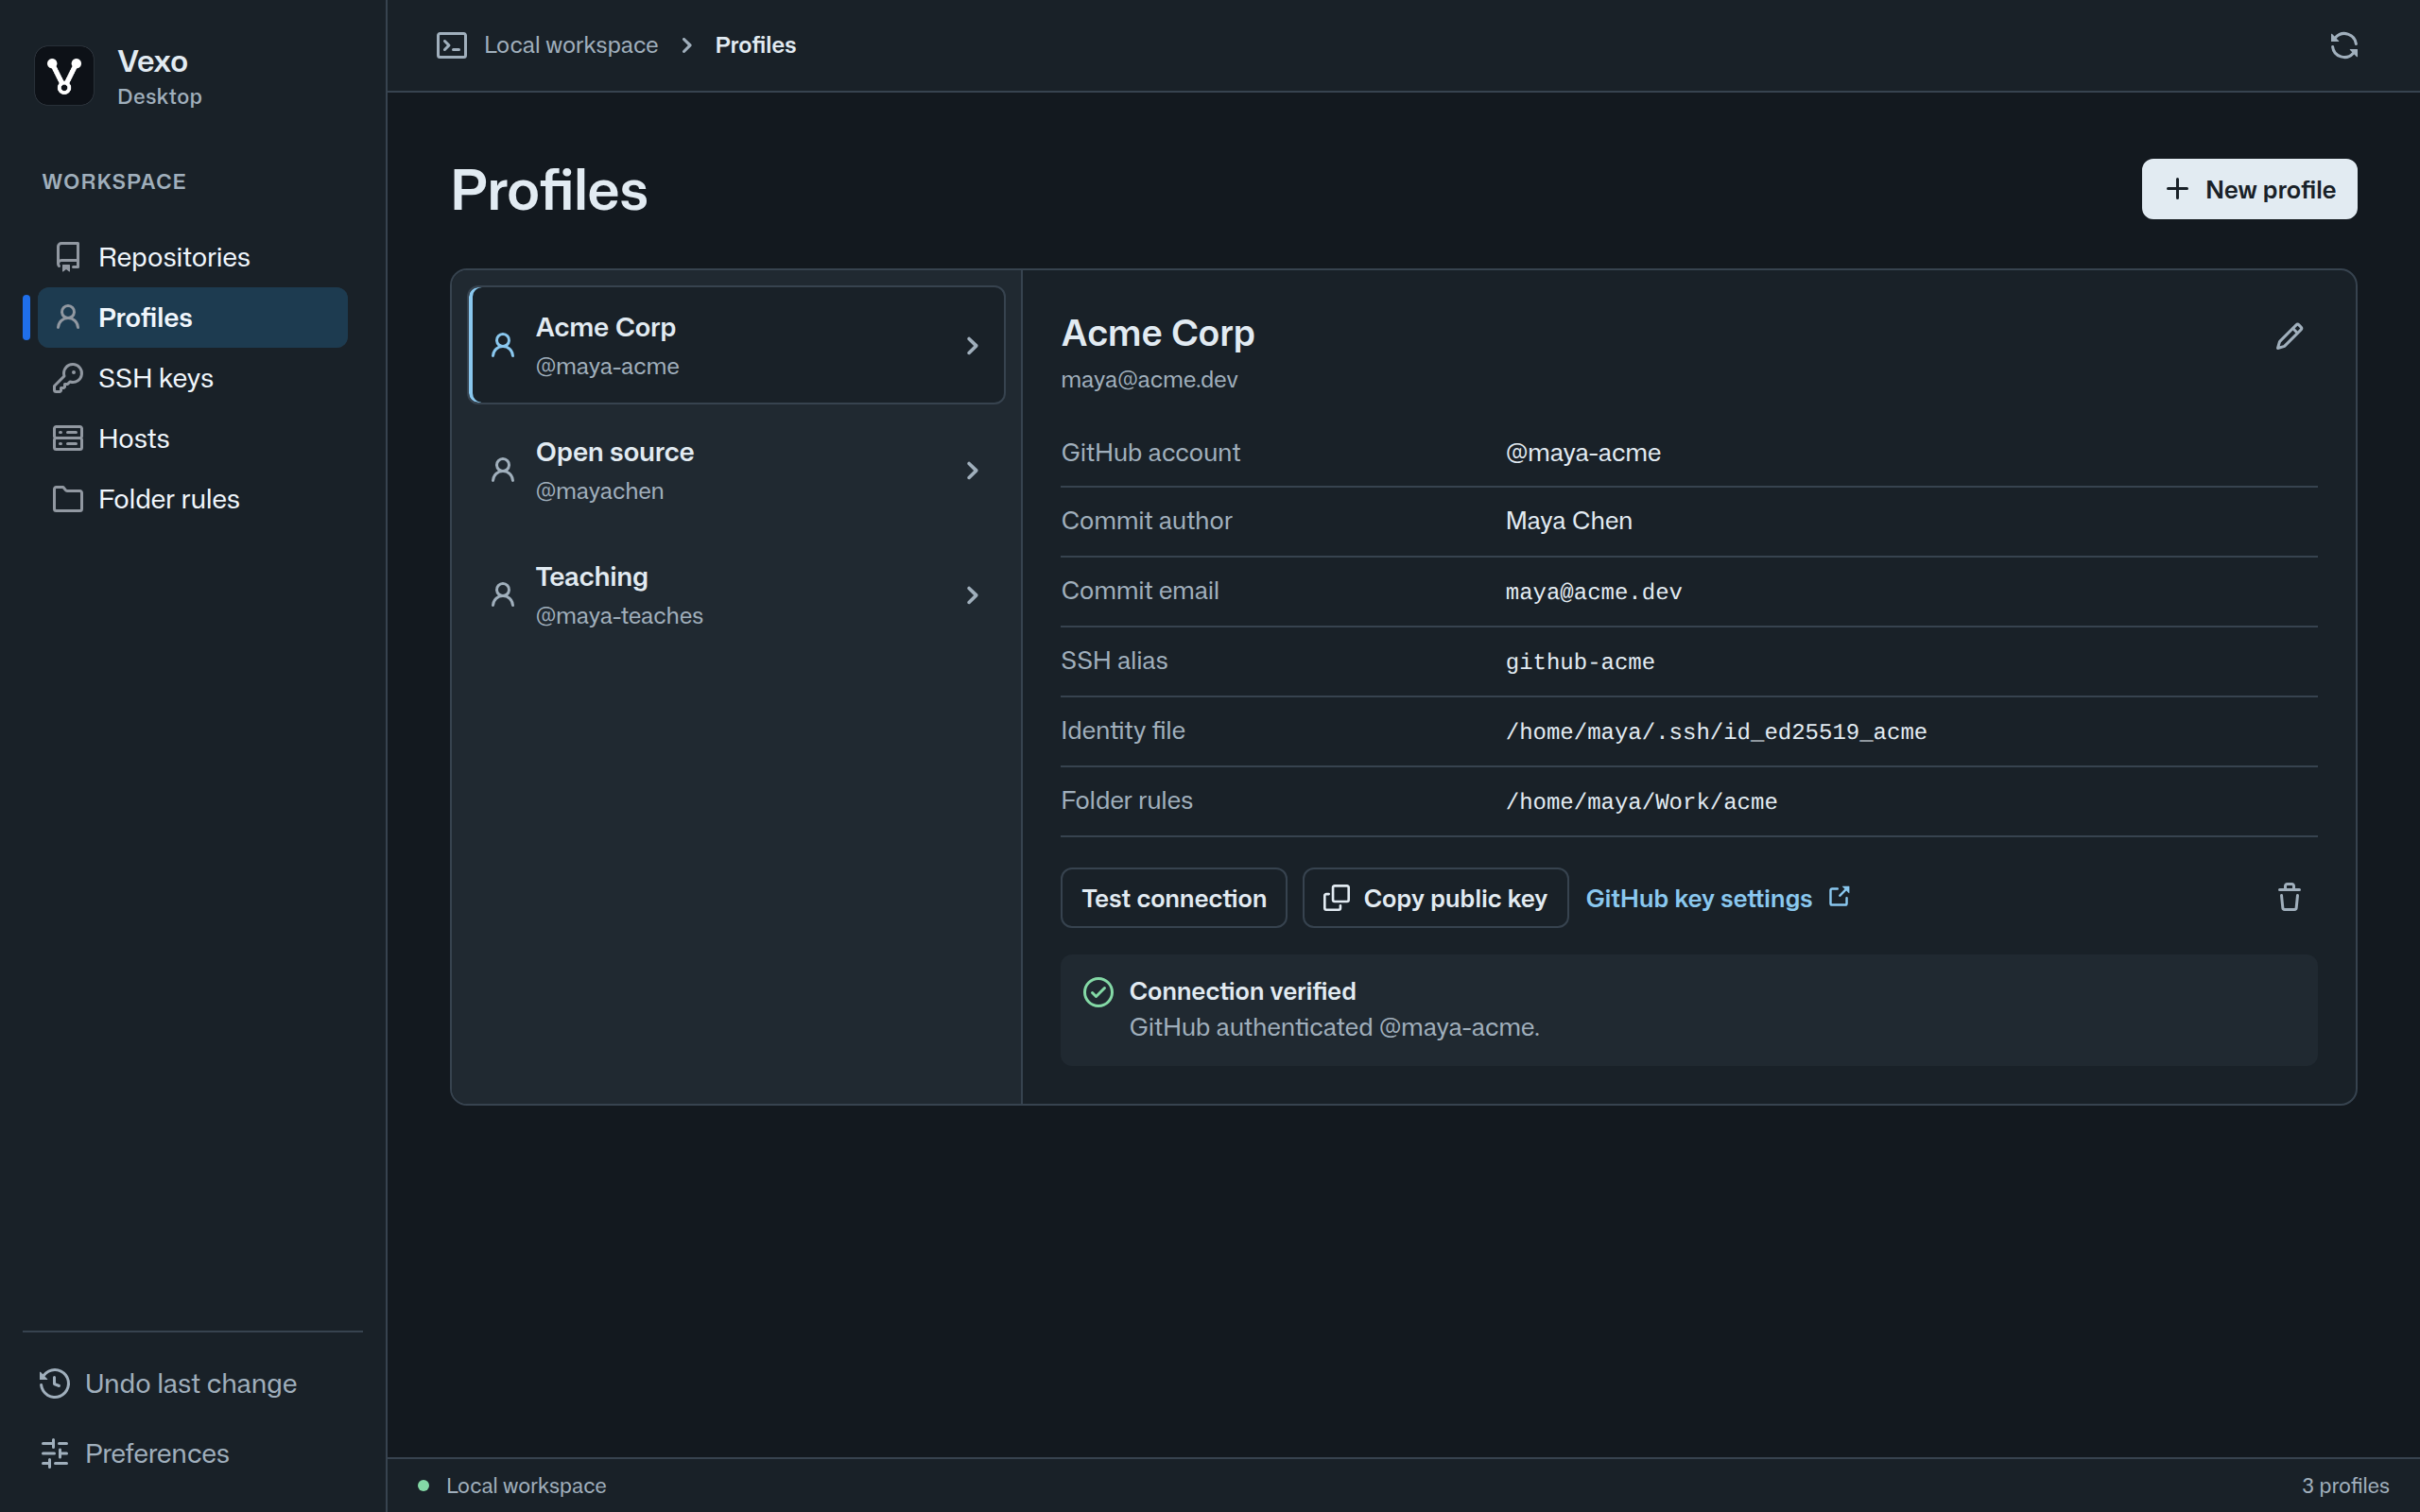 Vexo
Desktop
WORKSPACE
Repositories
Profiles
SSH keys
Hosts
Folder rules
Undo last change
Preferences
Local workspace > Profiles
Profiles
New profile
Acme Corp
@maya-acme
Open source
@mayachen
Teaching
@maya-teaches
Acme Corp
maya@acme.dev
GitHub account @maya-acme
Commit author Maya Chen
Commit email maya@acme.dev
SSH alias github-acme
Identity file /home/maya/.ssh/id_ed25519_acme
Folder rules /home/maya/Work/acme
Test connection Copy public key GitHub key settings
Connection verified
GitHub authenticated @maya-acme.
Local workspace 3 profiles